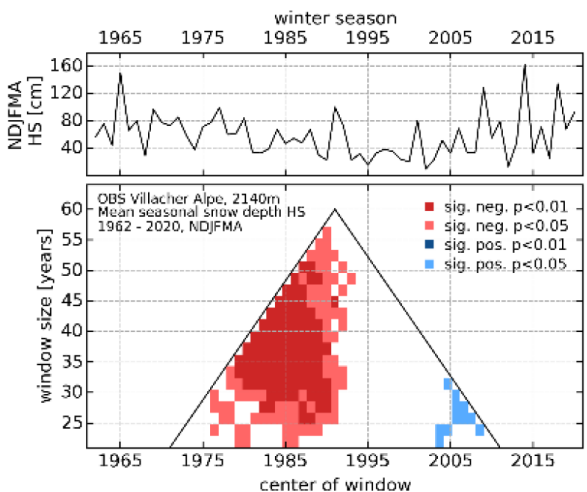 winter season
1965 1975 1985 1995 2005 2015
NDJFMA
HS [cm]
160
120
80
40
OBS Villacher Alpe, 2140m
Mean seasonal snow depth HS
1962 - 2020, NDJFMA
sig. neg. p<0.01
sig. neg. p<0.05
sig. pos. p<0.01
sig. pos. p<0.05
window size [years]
60
55
50
45
40
35
30
25
1965 1975 1985 1995 2005 2015
center of window